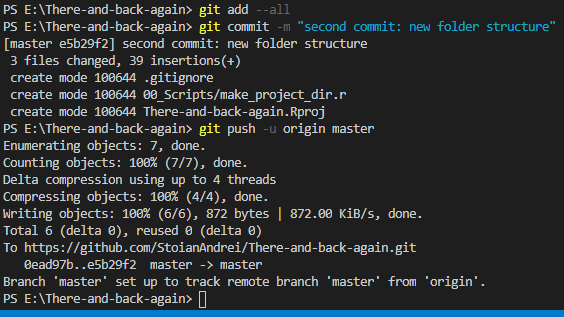 PS E:\There-and-back-again> git add --all
PS E:\There-and-back-again> git commit -m "second commit: new folder structure"
[master e5b29f2] second commit: new folder structure
 3 files changed, 39 insertions(+)
 create mode 100644 .gitignore
 create mode 100644 00_Scripts/make_project_dir.r
 create mode 100644 There-and-back-again.Rproj
PS E:\There-and-back-again> git push -u origin master
Enumerating objects: 7, done.
Counting objects: 100% (7/7), done.
Delta compression using up to 4 threads
Compressing objects: 100% (4/4), done.
Writing objects: 100% (6/6), 872 bytes | 872.00 KiB/s, done.
Total 6 (delta 0), reused 0 (delta 0)
To https://github.com/StoianAndrei/There-and-back-again.git
   0ead97b..e5b29f2  master -> master
Branch 'master' set up to track remote branch 'master' from 'origin'.
PS E:\There-and-back-again>